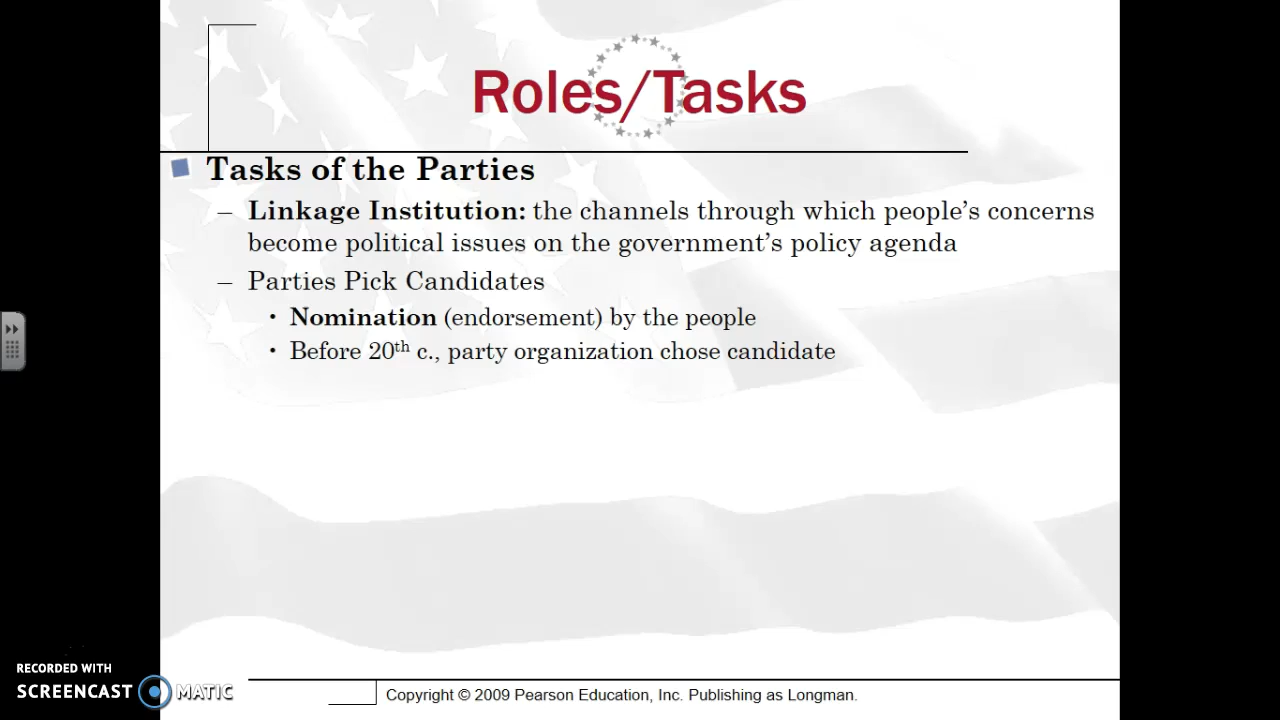 Roles/Tasks
Tasks of the Parties
– Linkage Institution: the channels through which people’s concerns
become political issues on the government’s policy agenda
– Parties Pick Candidates
• Nomination (endorsement) by the people
• Before 20th c., party organization chose candidate
RECORDED WITH
SCREENCAST MATIC
Copyright © 2009 Pearson Education, Inc. Publishing as Longman.